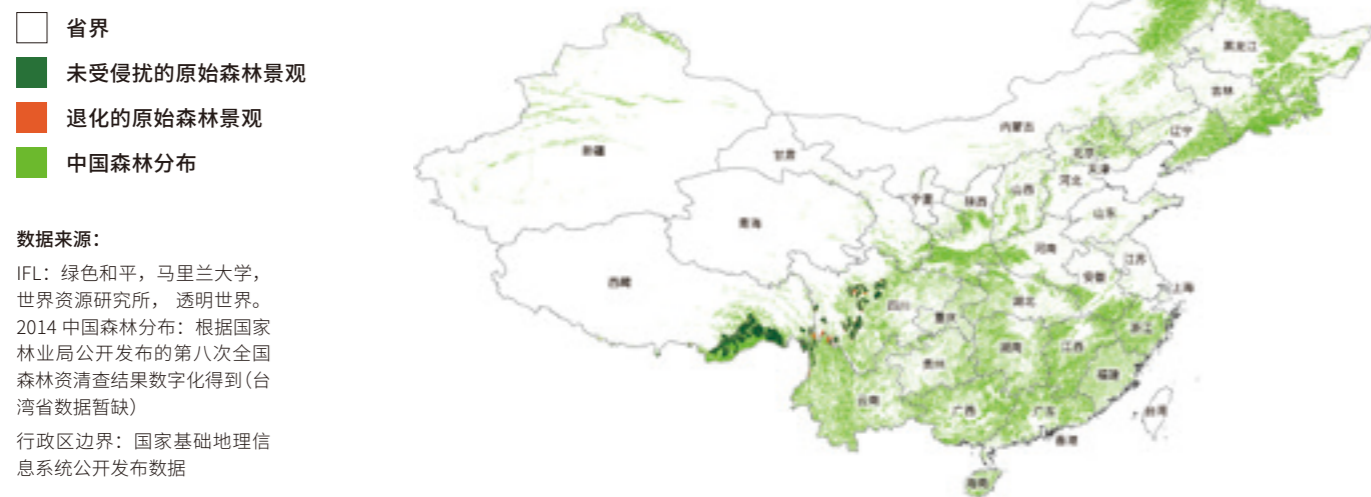 省界
未受侵扰的原始森林景观
退化的原始森林景观
中国森林分布
数据来源：
IFL：绿色和平，马里兰大学，
世界资源研究所， 透明世界。
2014 中国森林分布：根据国家
林业局公开发布的第八次全国
森林资清查结果数字化得到（台
湾省数据暂缺）
行政区边界：国家基础地理信
息系统公开发布数据
黑龙江
吉林
辽宁
内蒙古
新疆
甘肃
北京
天津
河北
山西
宁夏
陕西
山东
青海
河南
江苏
安徽
上海
西藏
四川
湖北
重庆
浙江
湖南
江西
贵州
福建
云南
广西
广东
台湾
香港
海南